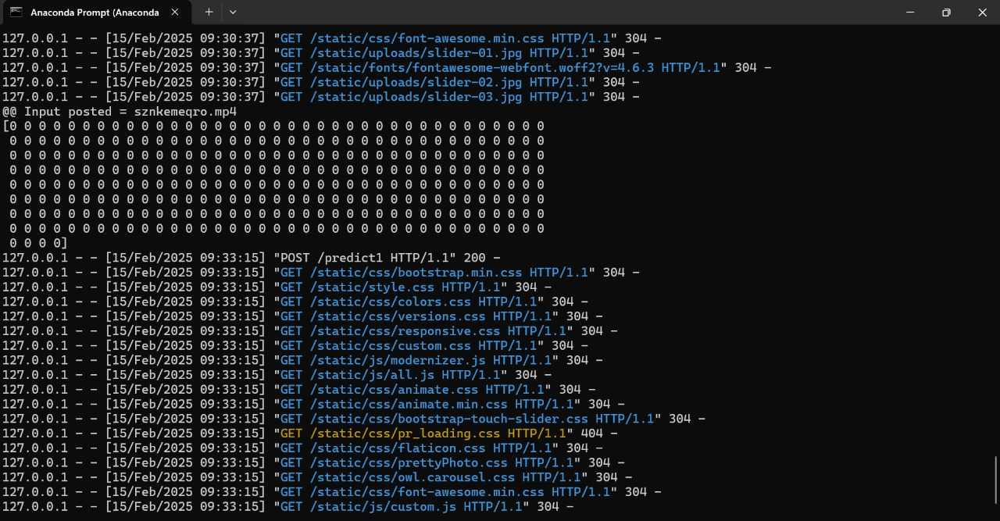 Anaconda Prompt (Anaconda
127.0.0.1 - - [15/Feb/2025 09:30:37] "GET /static/css/font-awesome.min.css HTTP/1.1" 304 -
127.0.0.1 - - [15/Feb/2025 09:30:37] "GET /static/uploads/slider-01.jpg HTTP/1.1" 304 -
127.0.0.1 - - [15/Feb/2025 09:30:37] "GET /static/fonts/fontawesome-webfont.woff2?v=4.6.3 HTTP/1.1" 304 -
127.0.0.1 - - [15/Feb/2025 09:30:37] "GET /static/uploads/slider-02.jpg HTTP/1.1" 304 -
127.0.0.1 - - [15/Feb/2025 09:30:37] "GET /static/uploads/slider-03.jpg HTTP/1.1" 304 -
@@ Input posted = sznkemeqro.mp4
[0 0 0 0 0 0 0 0 0 0 0 0 0 0 0 0 0 0 0 0 0 0 0 0 0 0 0 0 0 0 0 0 0 0 0 0 0
 0 0 0 0 0 0 0 0 0 0 0 0 0 0 0 0 0 0 0 0 0 0 0 0 0 0 0 0 0 0 0 0 0 0 0 0 0
 0 0 0 0 0 0 0 0 0 0 0 0 0 0 0 0 0 0 0 0 0 0 0 0 0 0 0 0 0 0 0 0 0 0 0 0 0
 0 0 0 0 0 0 0 0 0 0 0 0 0 0 0 0 0 0 0 0 0 0 0 0 0 0 0 0 0 0 0 0 0 0 0 0 0
 0 0 0 0 0 0 0 0 0 0 0 0 0 0 0 0 0 0 0 0 0 0 0 0 0 0 0 0 0 0 0 0 0 0 0 0 0
 0 0 0 0 0 0 0 0 0 0 0 0 0 0 0 0 0 0 0 0 0 0 0 0 0 0 0 0 0 0 0 0 0 0 0 0 0
 0 0 0 0 0 0 0 0 0 0 0 0 0 0 0 0 0 0 0 0 0 0 0 0 0 0 0 0 0 0 0 0 0 0 0 0 0
 0 0 0 0 0 0 0 0 0 0 0 0 0 0 0 0 0 0 0 0 0 0 0 0 0 0 0 0 0 0 0 0 0 0 0 0 0
 0 0 0 0]
127.0.0.1 - - [15/Feb/2025 09:33:15] "POST /predict1 HTTP/1.1" 200 -
127.0.0.1 - - [15/Feb/2025 09:33:15] "GET /static/css/bootstrap.min.css HTTP/1.1" 304 -
127.0.0.1 - - [15/Feb/2025 09:33:15] "GET /static/style.css HTTP/1.1" 304 -
127.0.0.1 - - [15/Feb/2025 09:33:15] "GET /static/css/colors.css HTTP/1.1" 304 -
127.0.0.1 - - [15/Feb/2025 09:33:15] "GET /static/css/versions.css HTTP/1.1" 304 -
127.0.0.1 - - [15/Feb/2025 09:33:15] "GET /static/css/responsive.css HTTP/1.1" 304 -
127.0.0.1 - - [15/Feb/2025 09:33:15] "GET /static/css/custom.css HTTP/1.1" 304 -
127.0.0.1 - - [15/Feb/2025 09:33:15] "GET /static/js/modernizer.js HTTP/1.1" 304 -
127.0.0.1 - - [15/Feb/2025 09:33:15] "GET /static/js/all.js HTTP/1.1" 304 -
127.0.0.1 - - [15/Feb/2025 09:33:15] "GET /static/css/animate.css HTTP/1.1" 304 -
127.0.0.1 - - [15/Feb/2025 09:33:15] "GET /static/css/animate.min.css HTTP/1.1" 304 -
127.0.0.1 - - [15/Feb/2025 09:33:15] "GET /static/css/bootstrap-touch-slider.css HTTP/1.1" 304 -
127.0.0.1 - - [15/Feb/2025 09:33:15] "GET /static/css/pr_loading.css HTTP/1.1" 404 -
127.0.0.1 - - [15/Feb/2025 09:33:15] "GET /static/css/flaticon.css HTTP/1.1" 304 -
127.0.0.1 - - [15/Feb/2025 09:33:15] "GET /static/css/prettyPhoto.css HTTP/1.1" 304 -
127.0.0.1 - - [15/Feb/2025 09:33:15] "GET /static/css/owl.carousel.css HTTP/1.1" 304 -
127.0.0.1 - - [15/Feb/2025 09:33:15] "GET /static/css/font-awesome.min.css HTTP/1.1" 304 -
127.0.0.1 - - [15/Feb/2025 09:33:15] "GET /static/js/custom.js HTTP/1.1" 304 -